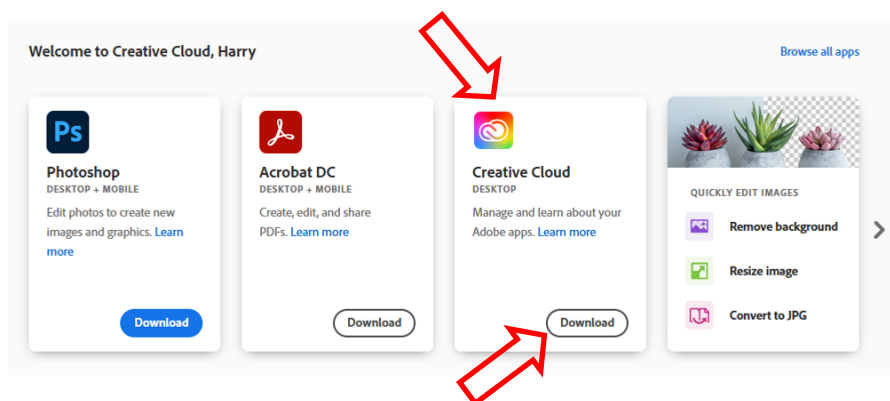 Welcome to Creative Cloud, Harry
Browse all apps
Ps
Photoshop
DESKTOP + MOBILE
Edit photos to create new
images and graphics. Learn
more
Download
Acrobat DC
DESKTOP + MOBILE
Create, edit, and share
PDFs. Learn more
Download
Creative Cloud
DESKTOP
Manage and learn about your
Adobe apps. Learn more
Download
QUICKLY EDIT IMAGES
Remove background
Resize image
Convert to JPG